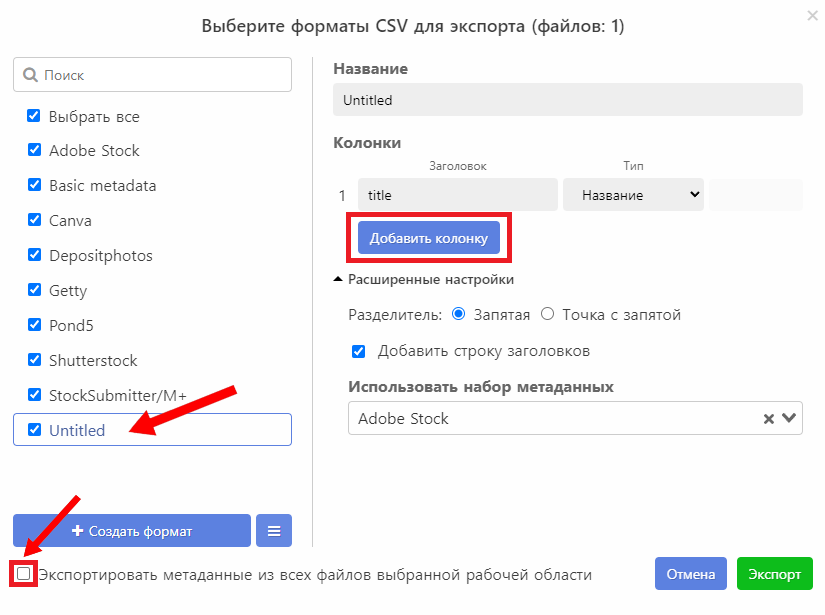 Выберите форматы CSV для экспорта (файлов: 1)
Поиск
Выбрать все
Adobe Stock
Basic metadata
Canva
Depositphotos
Getty
Pond5
Shutterstock
StockSubmitter/M+
Untitled
Создать формат
Название
Untitled
Колонки
Заголовок Тип
1 title Название
Добавить колонку
Расширенные настройки
Разделитель: Запятая Точка с запятой
Добавить строку заголовков
Использовать набор метаданных
Adobe Stock
Экспортировать метаданные из всех файлов выбранной рабочей области
Отмена Экспорт